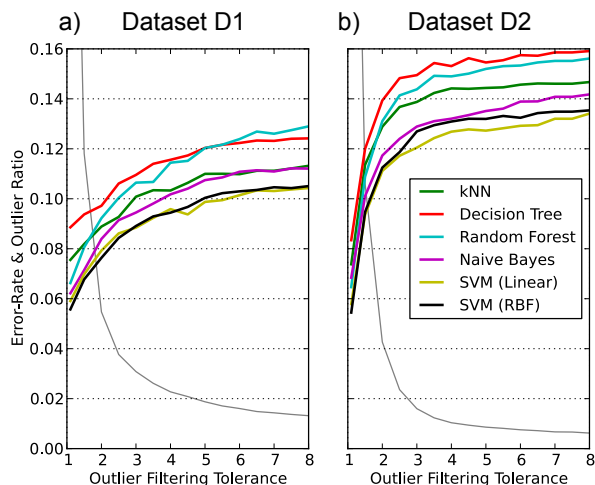 a) Dataset D1
b) Dataset D2
Error-Rate & Outlier Ratio
0.16
0.14
0.12
0.10
0.08
0.06
0.04
0.02
0.00
1 2 3 4 5 6 7 8
Outlier Filtering Tolerance
1 2 3 4 5 6 7 8
Outlier Filtering Tolerance
kNN
Decision Tree
Random Forest
Naive Bayes
SVM (Linear)
SVM (RBF)